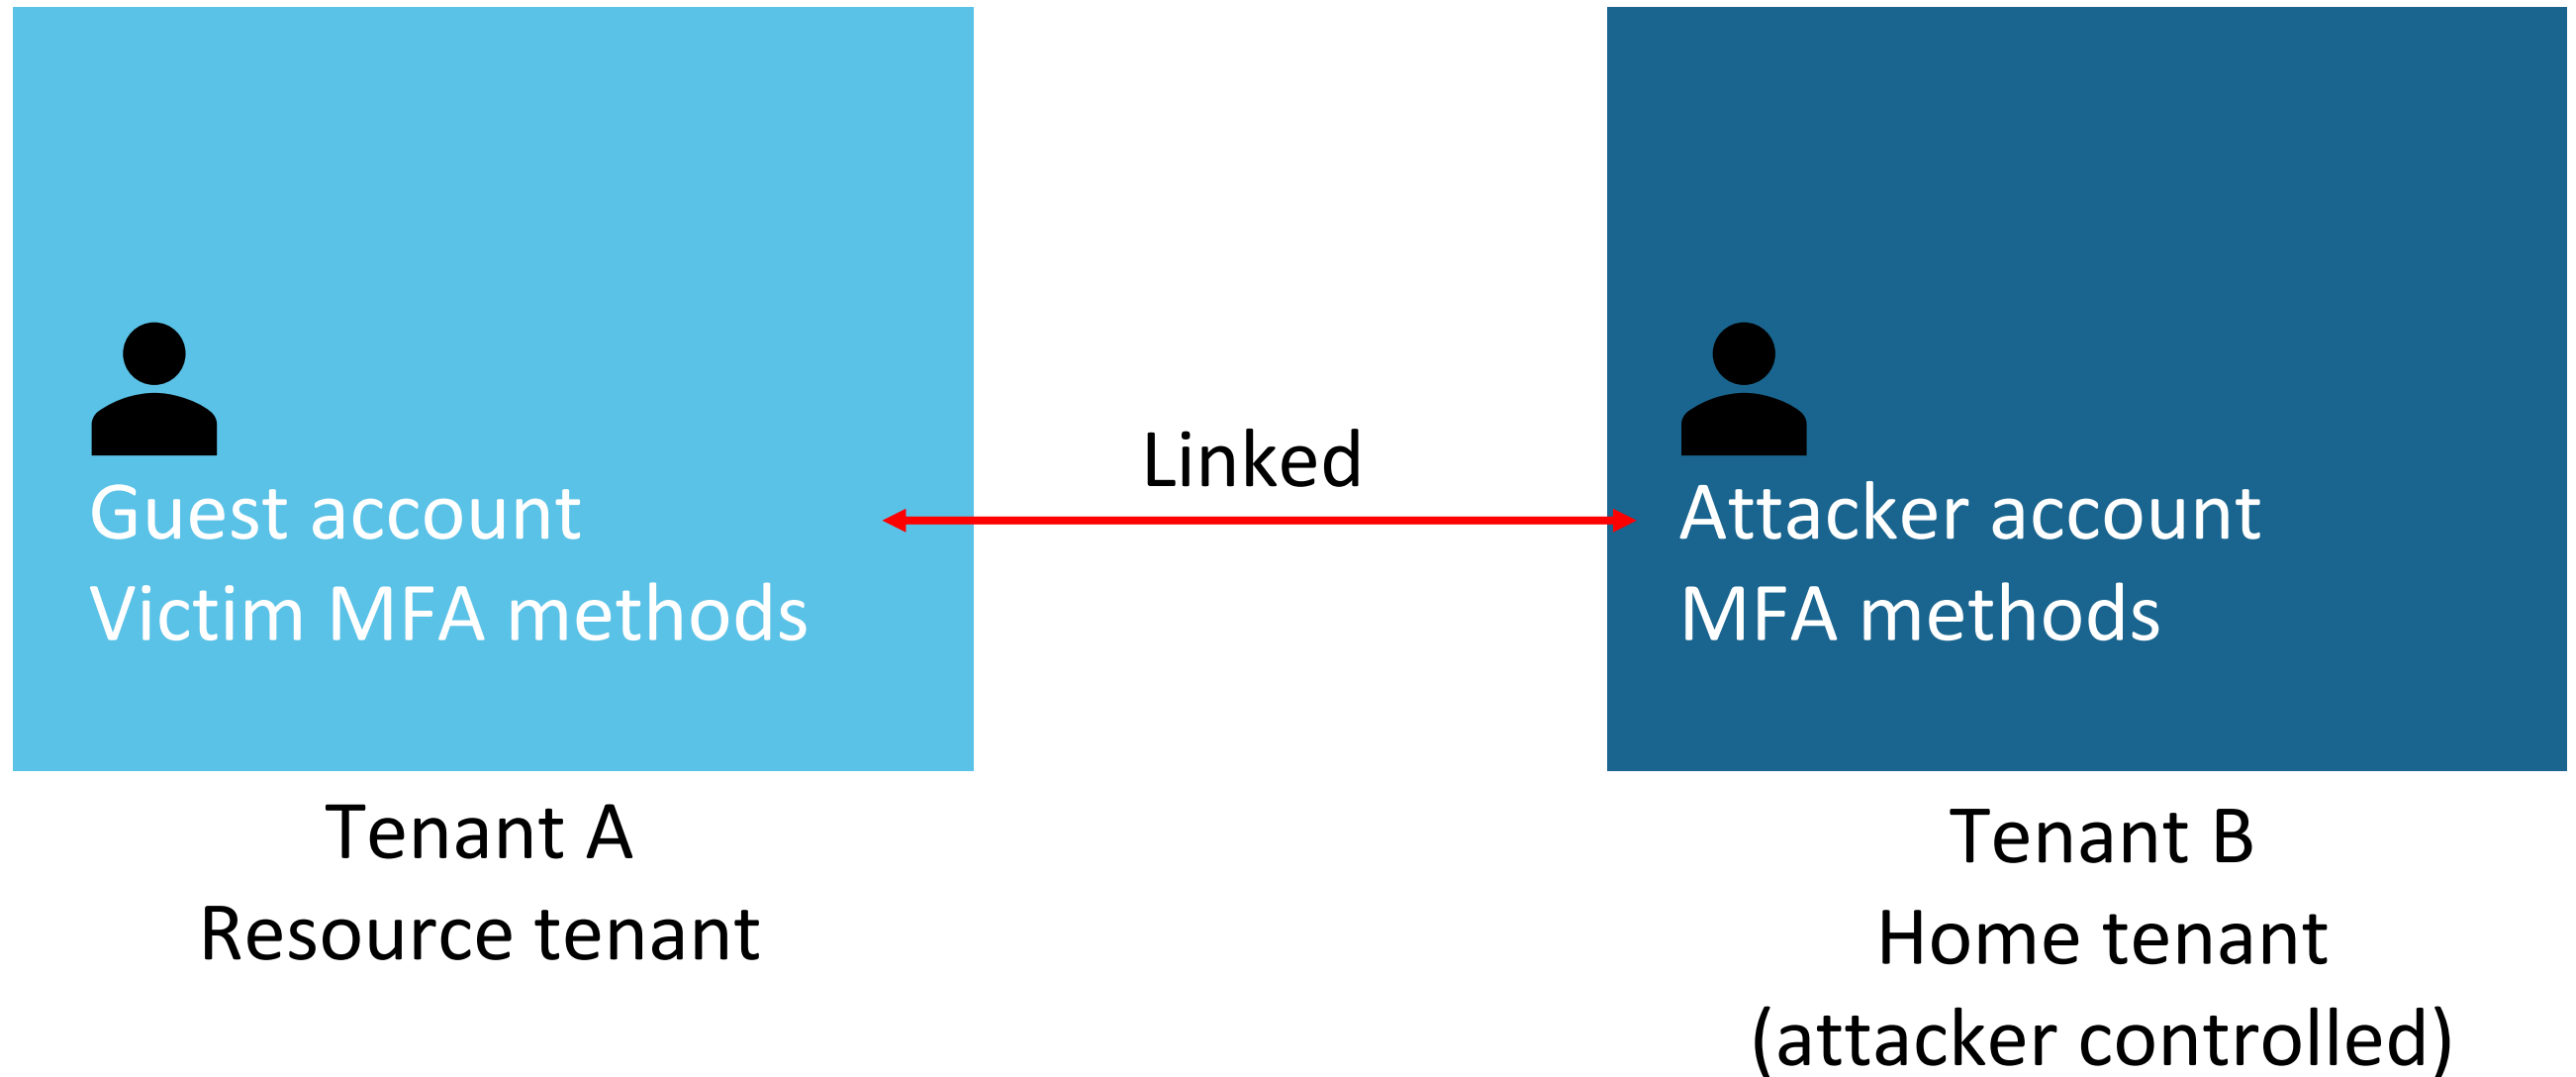 Guest account
Victim MFA methods
Linked
Attacker account
MFA methods
Tenant A
Resource tenant
Tenant B
Home tenant
(attacker controlled)